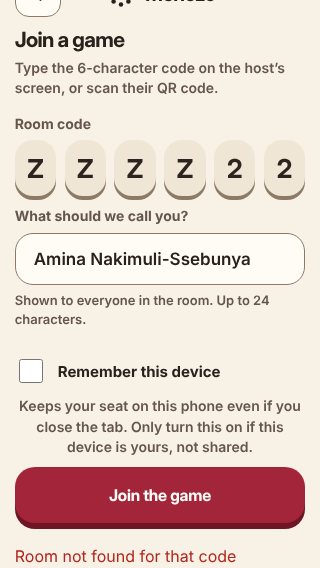 Join a game
Type the 6-character code on the host's
screen, or scan their QR code.
Room code
Z Z Z Z 2 2
What should we call you?
Amina Nakimuli-Ssebunya
Shown to everyone in the room. Up to 24
characters.
Remember this device
Keeps your seat on this phone even if you
close the tab. Only turn this on if this
device is yours, not shared.
Join the game
Room not found for that code